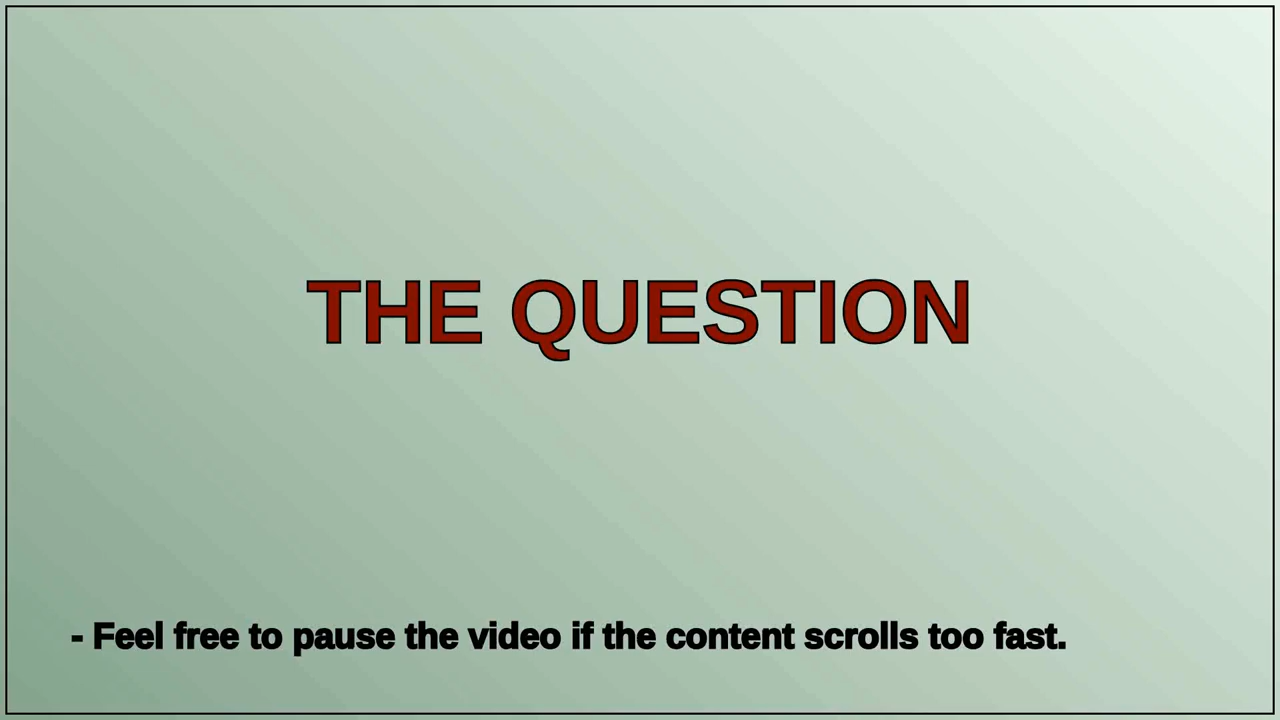 THE QUESTION
- Feel free to pause the video if the content scrolls too fast.